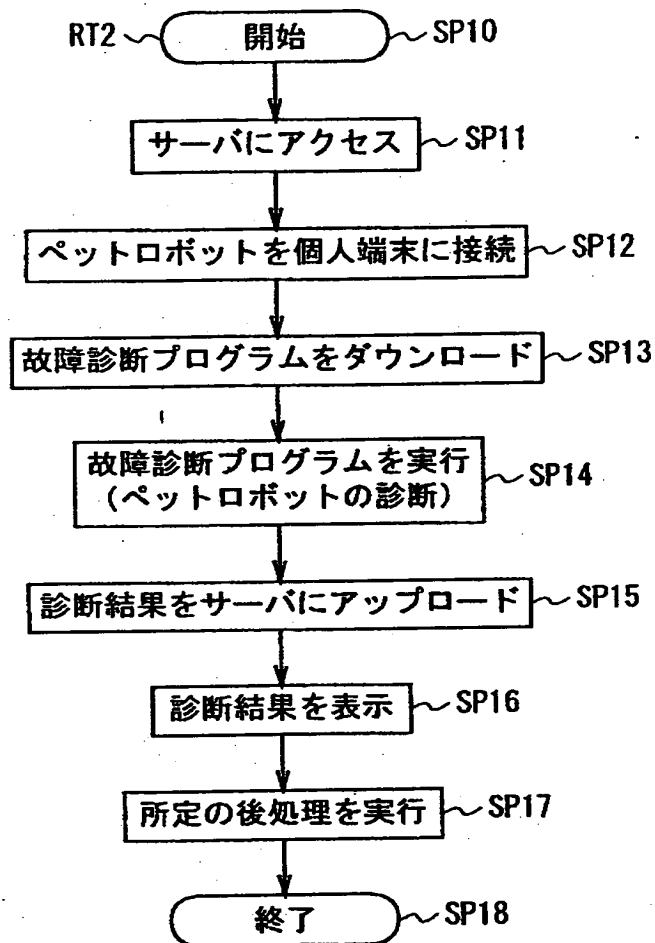 RT2 開始 SP10
サーバにアクセス SP11
ペットロボットを個人端末に接続 SP12
故障診断プログラムをダウンロード SP13
故障診断プログラムを実行
(ペットロボットの診断) SP14
診断結果をサーバにアップロード SP15
診断結果を表示 SP16
所定の後処理を実行 SP17
終了 SP18